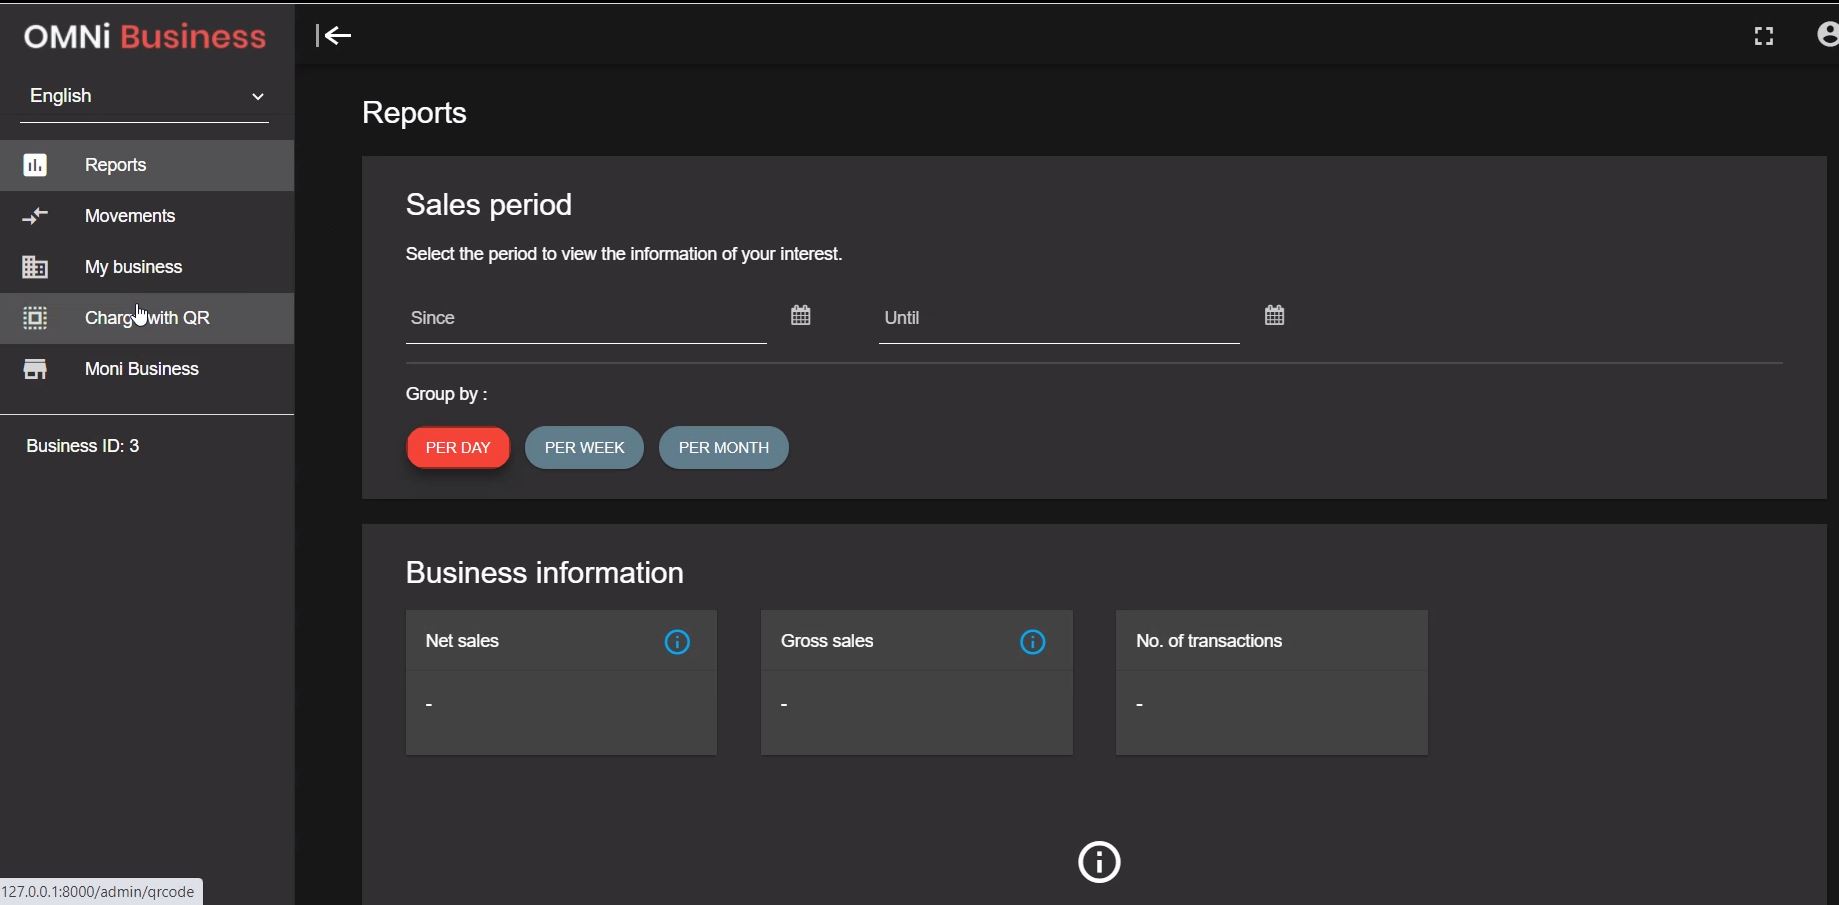 OMNi Business
English
Reports
Movements
My business
Charge with QR
Moni Business
Business ID: 3
Reports
Sales period
Select the period to view the information of your interest.
Since
Until
Group by :
PER DAY
PER WEEK
PER MONTH
Business information
Net sales
Gross sales
No. of transactions
-
-
-
127.0.0.1:8000/admin/qrcode